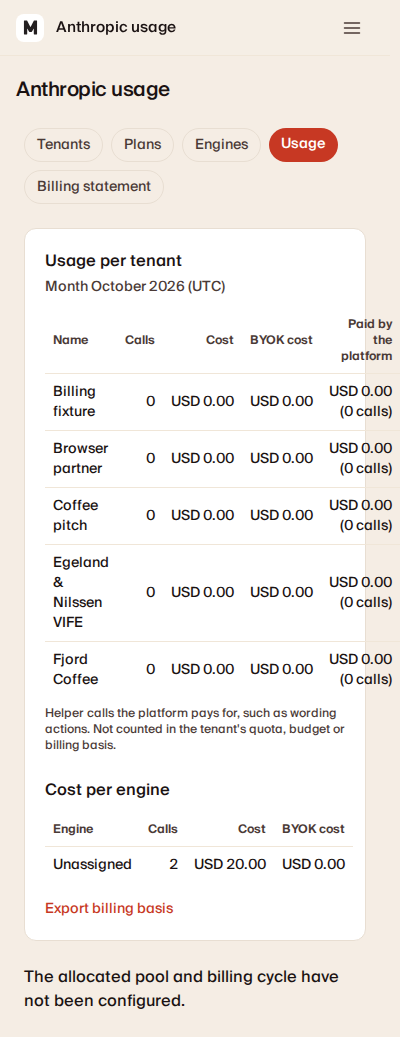 M Anthropic usage
Anthropic usage
Tenants Plans Engines Usage
Billing statement
Usage per tenant
Month October 2026 (UTC)
Name Calls Cost BYOK cost Paid by the platform
Billing fixture 0 USD 0.00 USD 0.00 USD 0.00 (0 calls)
Browser partner 0 USD 0.00 USD 0.00 USD 0.00 (0 calls)
Coffee pitch 0 USD 0.00 USD 0.00 USD 0.00 (0 calls)
Egeland & Nilssen VIFE 0 USD 0.00 USD 0.00 USD 0.00 (0 calls)
Fjord Coffee 0 USD 0.00 USD 0.00 USD 0.00 (0 calls)
Helper calls the platform pays for, such as wording
actions. Not counted in the tenant's quota, budget or
billing basis.
Cost per engine
Engine Calls Cost BYOK cost
Unassigned 2 USD 20.00 USD 0.00
Export billing basis
The allocated pool and billing cycle have
not been configured.